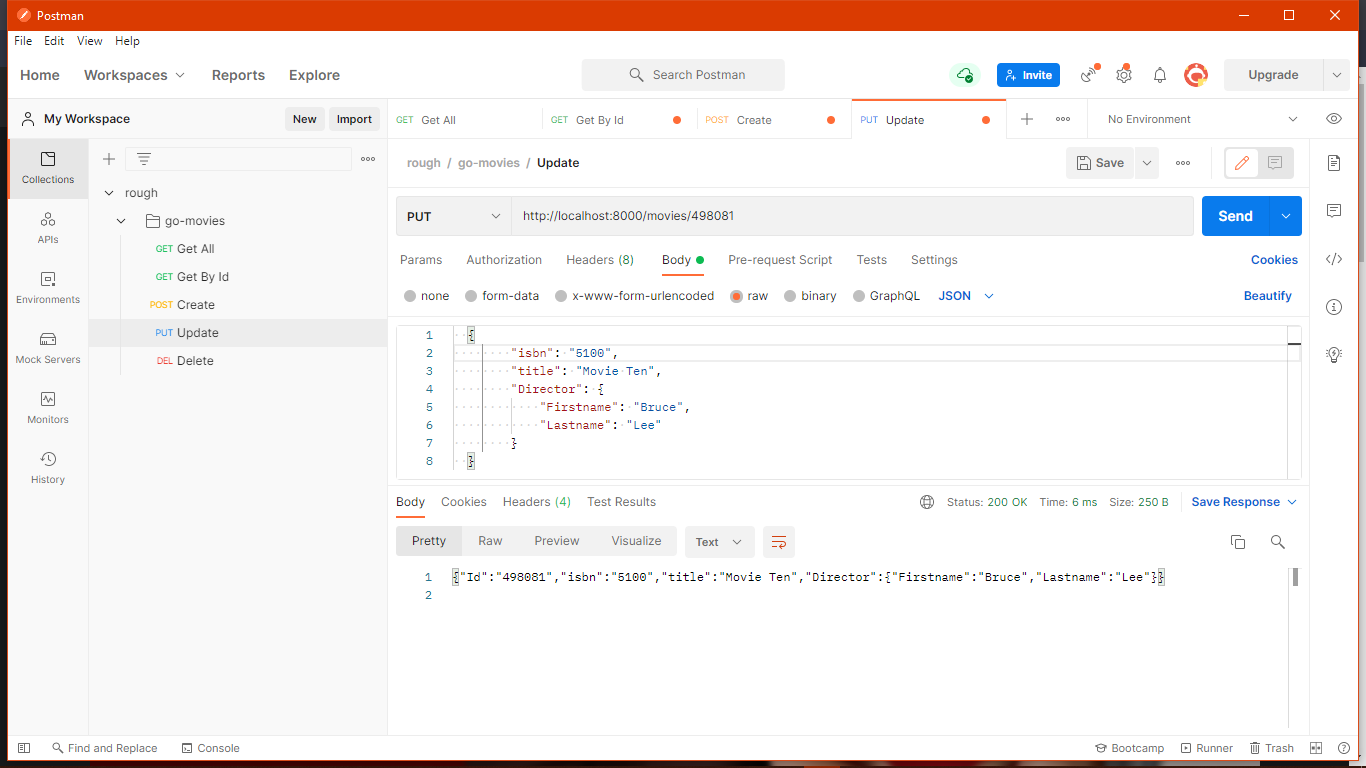 Postman
File Edit View Help
Home Workspaces Reports Explore Search Postman Invite Upgrade
My Workspace New Import
GET Get All GET Get By Id POST Create PUT Update No Environment
Collections
APIs
Environments
Mock Servers
Monitors
History
rough
go-movies
GET Get All
GET Get By Id
POST Create
PUT Update
DEL Delete
rough / go-movies / Update Save
PUT http://localhost:8000/movies/498081 Send
Params Authorization Headers (8) Body Pre-request Script Tests Settings Cookies
none form-data x-www-form-urlencoded raw binary GraphQL JSON Beautify
1 {
2 "isbn": "5100",
3 "title": "Movie Ten",
4 "Director": {
5 "Firstname": "Bruce",
6 "Lastname": "Lee"
7 }
8 }
Body Cookies Headers (4) Test Results Status: 200 OK Time: 6 ms Size: 250 B Save Response
Pretty Raw Preview Visualize Text
1 {"Id":"498081","isbn":"5100","title":"Movie Ten","Director":{"Firstname":"Bruce","Lastname":"Lee"}}
2
Find and Replace Console Bootcamp Runner Trash